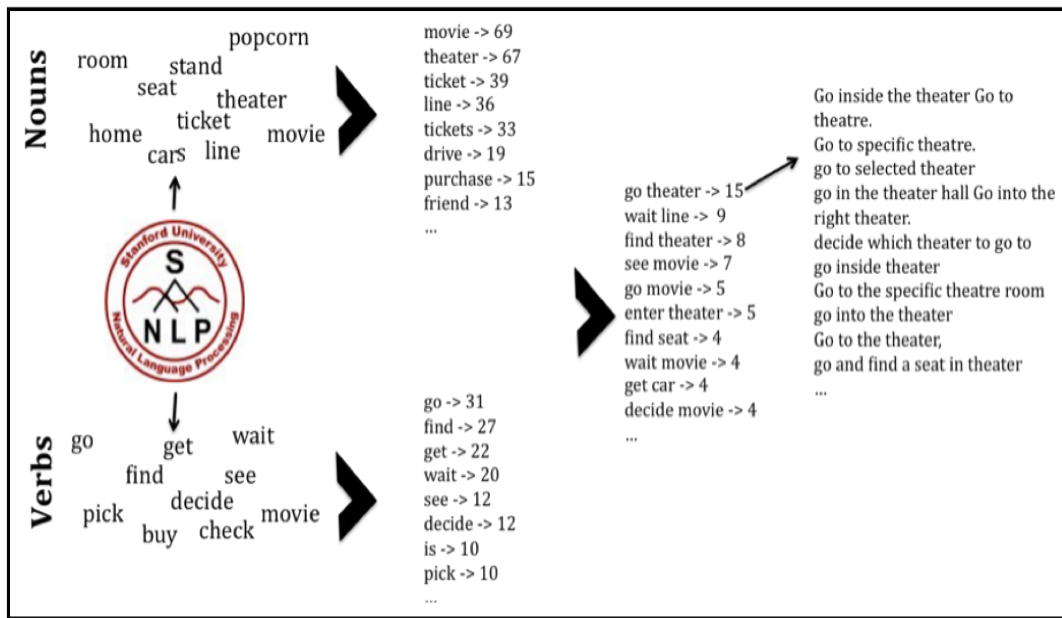 Nouns
popcorn
room
stand
seat
theater
ticket
home
movie
cars
line
movie -> 69
theater -> 67
ticket -> 39
line -> 36
tickets -> 33
drive -> 19
purchase -> 15
friend -> 13
...
Stanford University
S
NLP
Natural Language Processing
Verbs
go
get
wait
find
see
decide
pick
movie
buy
check
go -> 31
find -> 27
get -> 22
wait -> 20
see -> 12
decide -> 12
is -> 10
pick -> 10
...
go theater -> 15
wait line -> 9
find theater -> 8
see movie -> 7
go movie -> 5
enter theater -> 5
find seat -> 4
wait movie -> 4
get car -> 4
decide movie -> 4
...
Go inside the theater Go to
theatre.
Go to specific theatre.
go to selected theater
go in the theater hall Go into the
right theater.
decide which theater to go to
go inside theater
Go to the specific theatre room
go into the theater
Go to the theater,
go and find a seat in theater
...